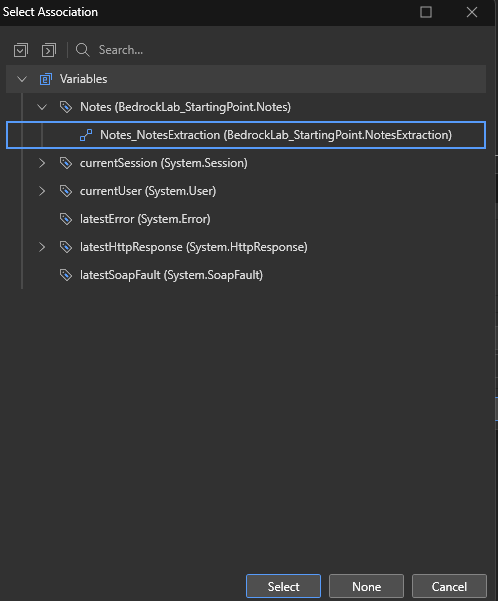 Select Association
Search...
Variables
Notes (BedrockLab_StartingPoint.Notes)
Notes_NotesExtraction (BedrockLab_StartingPoint.NotesExtraction)
currentSession (System.Session)
currentUser (System.User)
latestError (System.Error)
latestHttpResponse (System.HttpResponse)
latestSoapFault (System.SoapFault)
Select
None
Cancel